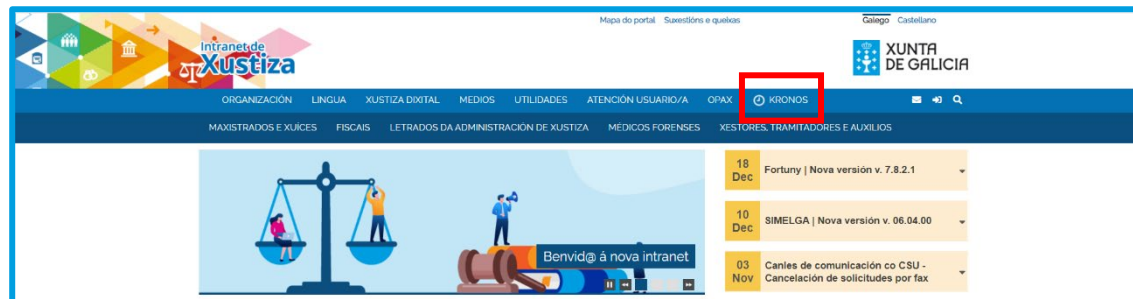 Mapa do portal Suxestións e queixas Galego Castellano
Intranet de
Xustiza
XUNTA
DE GALICIA
ORGANIZACIÓN LINGUA XUSTIZA DIXITAL MEDIOS UTILIDADES ATENCIÓN USUARIO/A OPAX KRONOS
MAXISTRADOS E XUÍCES FISCAIS LETRADOS DA ADMINISTRACIÓN DE XUSTIZA MÉDICOS FORENSES XESTORES, TRAMITADORES E AUXILIOS
Benvid@ á nova intranet
18
Dec
Fortuny | Nova versión v. 7.8.2.1
10
Dec
SIMELGA | Nova versión v. 06.04.00
03
Nov
Canles de comunicación co CSU -
Cancelación de solicitudes por fax